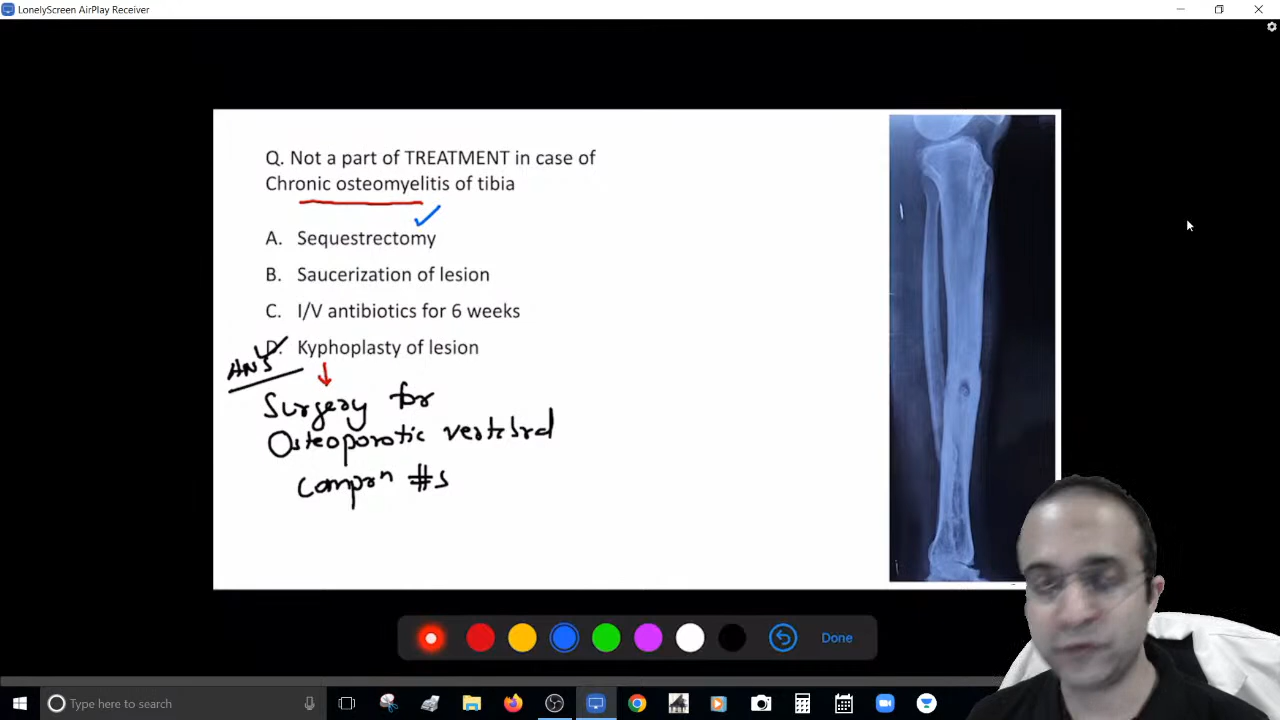 LonelyScreen AirPlay Receiver
Q. Not a part of TREATMENT in case of
Chronic osteomyelitis of tibia
A. Sequestrectomy
B. Saucerization of lesion
C. I/V antibiotics for 6 weeks
D. Kyphoplasty of lesion
ANS
Surgery for
Osteoporotic vertebral
compn #s
Done
Type here to search